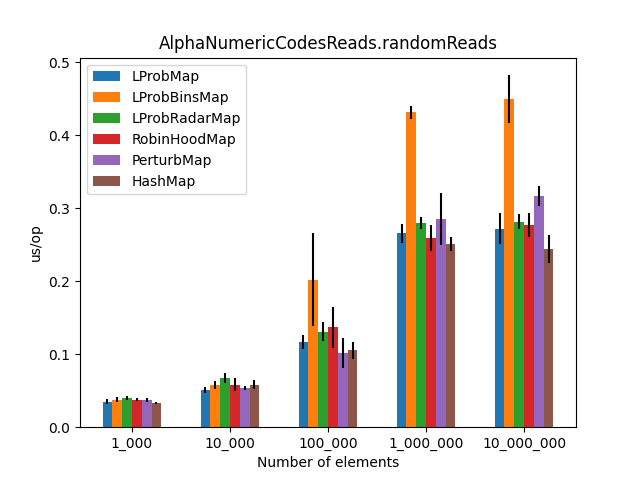 AlphaNumericCodesReads.randomReads
0.5
0.4
0.3
0.2
0.1
0.0
us/op
LProbMap
LProbBinsMap
LProbRadarMap
RobinHoodMap
PerturbMap
HashMap
1_000 10_000 100_000 1_000_000 10_000_000
Number of elements